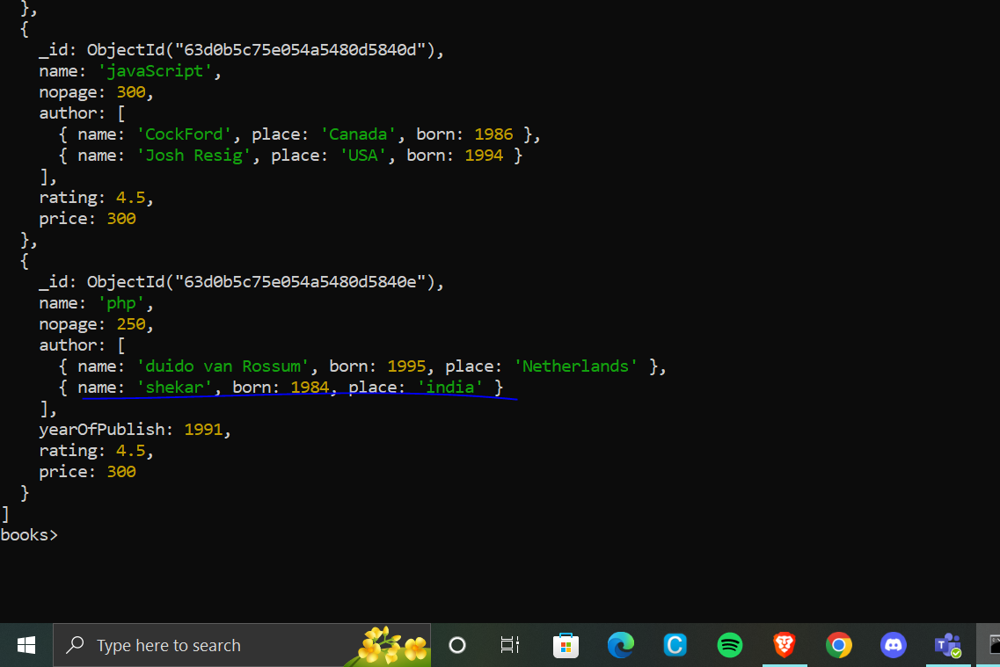 },
{
_id: ObjectId("63d0b5c75e054a5480d5840d"),
name: 'javaScript',
nopage: 300,
author: [
{ name: 'CockFord', place: 'Canada', born: 1986 },
{ name: 'Josh Resig', place: 'USA', born: 1994 }
],
rating: 4.5,
price: 300
},
{
_id: ObjectId("63d0b5c75e054a5480d5840e"),
name: 'php',
nopage: 250,
author: [
{ name: 'duido van Rossum', born: 1995, place: 'Netherlands' },
{ name: 'shekar', born: 1984, place: 'india' }
],
yearOfPublish: 1991,
rating: 4.5,
price: 300
}
]
books>
Type here to search